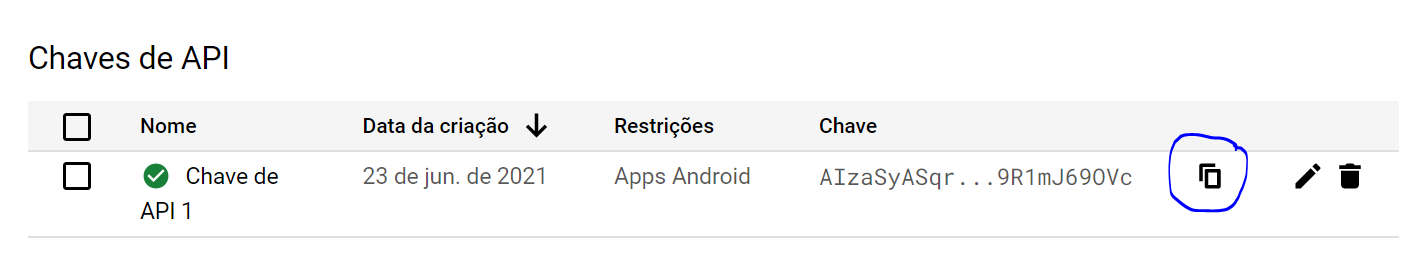 Chaves de API
Nome Data da criação Restrições Chave
Chave de API 1 23 de jun. de 2021 Apps Android AIzaSyASqr...9R1mJ69OVc